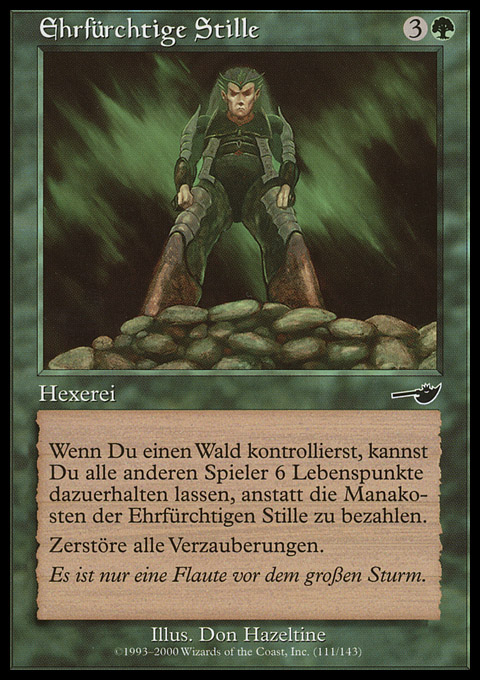 Ehrfürchtige Stille
3
Hexerei
Wenn Du einen Wald kontrollierst, kannst
Du alle anderen Spieler 6 Lebenspunkte
dazuerhalten lassen, anstatt die Manako-
sten der Ehrfürchtigen Stille zu bezahlen.
Zerstöre alle Verzauberungen.
Es ist nur eine Flaute vor dem großen Sturm.
Illus. Don Hazeltine
©1993–2000 Wizards of the Coast, Inc. (111/143)